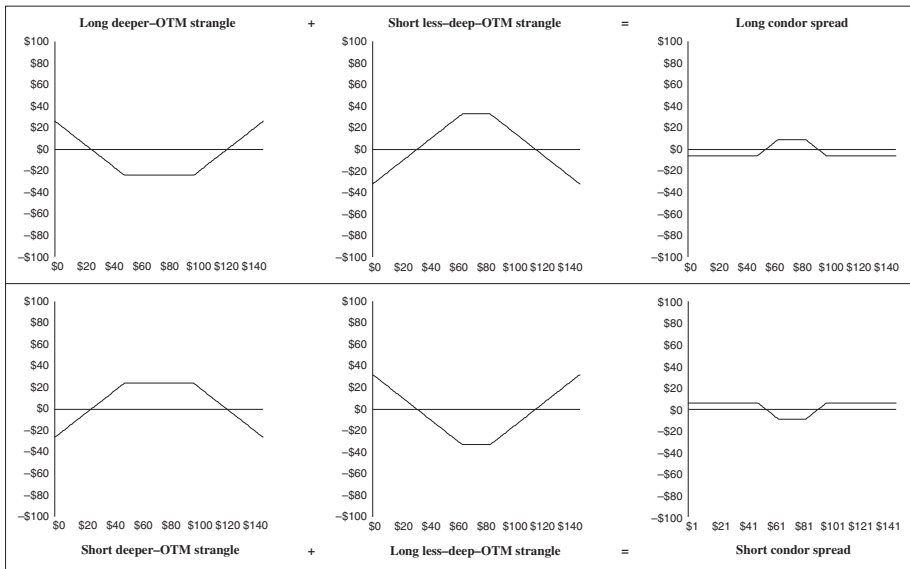 Long deeper–OTM strangle + Short less–deep–OTM strangle = Long condor spread
$100 $100 $100
$80 $80 $80
$60 $60 $60
$40 $40 $40
$20 $20 $20
$0 $0 $0
–$20 –$20 –$20
–$40 –$40 –$40
–$60 –$60 –$60
–$80 –$80 –$80
–$100 –$100 –$100
$0 $20 $40 $60 $80 $100 $120 $140 $0 $20 $40 $60 $80 $100 $120 $140 $0 $20 $40 $60 $80 $100 $120 $140
$100 $100 $100
$80 $80 $80
$60 $60 $60
$40 $40 $40
$20 $20 $20
$0 $0 $0
–$20 –$20 –$20
–$40 –$40 –$40
–$60 –$60 –$60
–$80 –$80 –$80
–$100 –$100 –$100
$0 $20 $40 $60 $80 $100 $120 $140 $0 $20 $40 $60 $80 $100 $120 $140 $1 $21 $41 $61 $81 $101 $121 $141
Short deeper–OTM strangle + Long less–deep–OTM strangle = Short condor spread